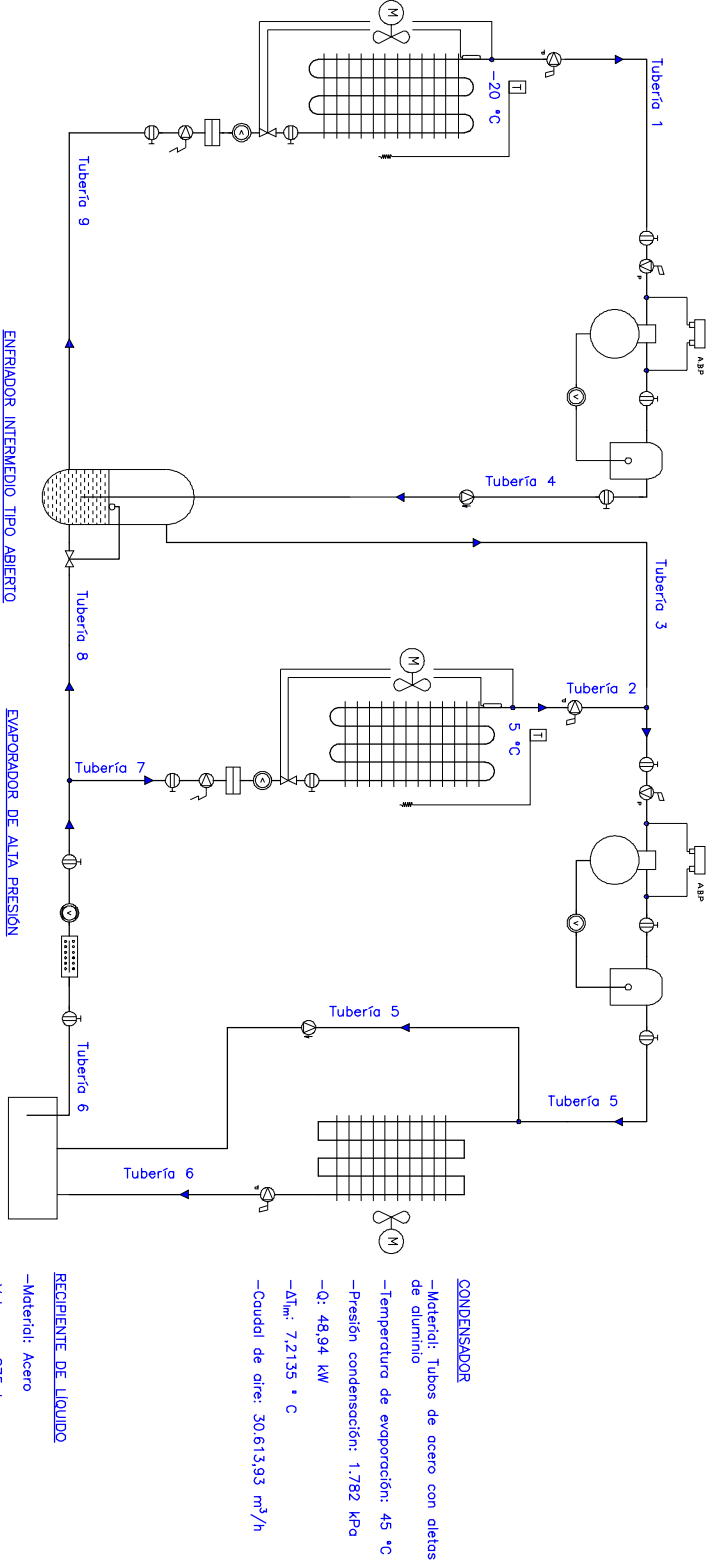 Tubería 1
A.B.P
P
P
M
T
-20 °C
V
V
Tubería 9
Tubería 4
ENFRIADOR INTERMEDIO TIPO ABIERTO
Tubería 3
Tubería 8
Tubería 2
P
P
A.B.P
M
T
5 °C
V
V
Tubería 7
V
EVAPORADOR DE ALTA PRESIÓN
Tubería 5
Tubería 5
Tubería 6
Tubería 6
P
M
CONDENSADOR
-Material: Tubos de acero con aletas
de aluminio
-Temperatura de evaporación: 45 °C
-Presión condensación: 1.782 kPa
-Q: 48,94 kW
-ΔTlm: 7,2135 ° C
-Caudal de aire: 30.613,93 m³/h
RECIPIENTE DE LÍQUIDO
-Material: Acero